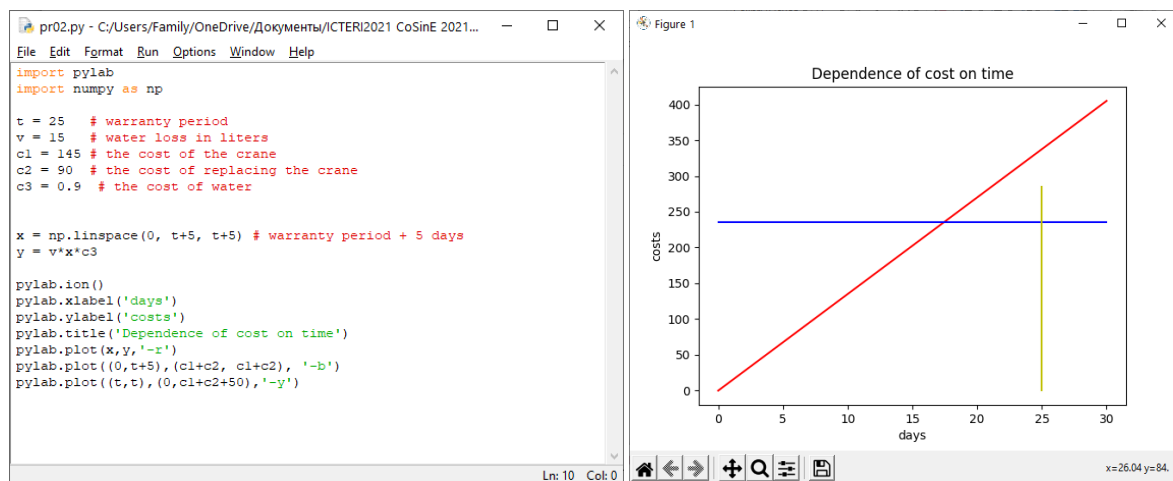 pr02.py - C:/Users/Family/OneDrive/Документы/ICTERI2021 CoSinE 2021...
File Edit Format Run Options Window Help
import pylab
import numpy as np
t = 25 # warranty period
v = 15 # water loss in liters
c1 = 145 # the cost of the crane
c2 = 90 # the cost of replacing the crane
c3 = 0.9 # the cost of water
x = np.linspace(0, t+5, t+5) # warranty period + 5 days
y = v*x*c3
pylab.ion()
pylab.xlabel('days')
pylab.ylabel('costs')
pylab.title('Dependence of cost on time')
pylab.plot(x,y,'-r')
pylab.plot((0,t+5),(c1+c2, c1+c2), '-b')
pylab.plot((t,t),(0,c1+c2+50),'-y')
Ln: 10 Col: 0
Figure 1
Dependence of cost on time
400
350
300
250
200
150
100
50
0
costs
0 5 10 15 20 25 30
days
x=26.04 y=84.